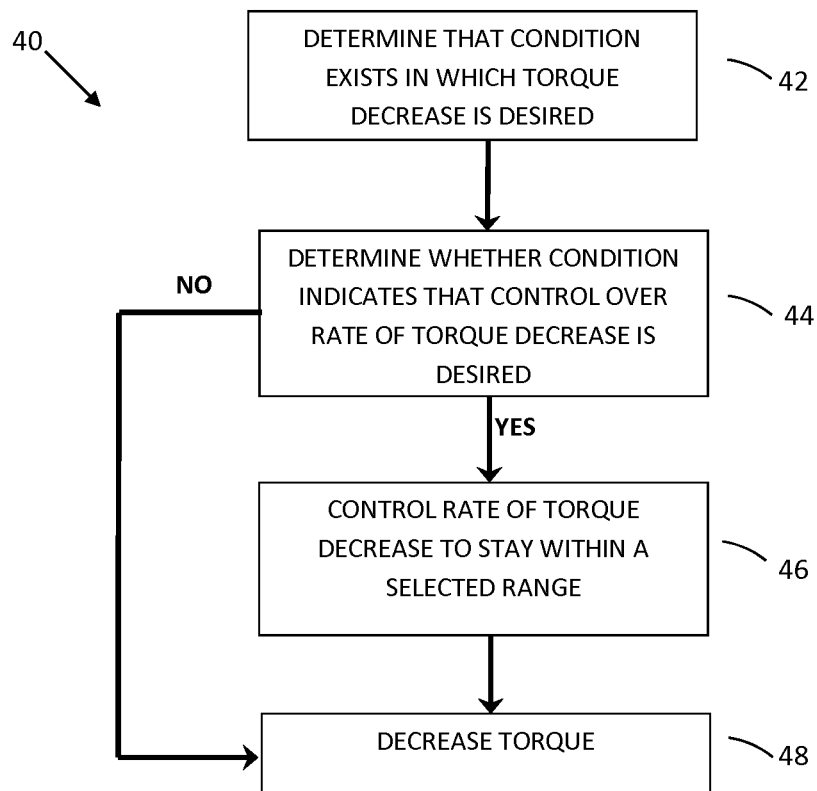 40
DETERMINE THAT CONDITION
EXISTS IN WHICH TORQUE
DECREASE IS DESIRED
42
DETERMINE WHETHER CONDITION
INDICATES THAT CONTROL OVER
RATE OF TORQUE DECREASE IS
DESIRED
44
NO
YES
CONTROL RATE OF TORQUE
DECREASE TO STAY WITHIN A
SELECTED RANGE
46
DECREASE TORQUE
48